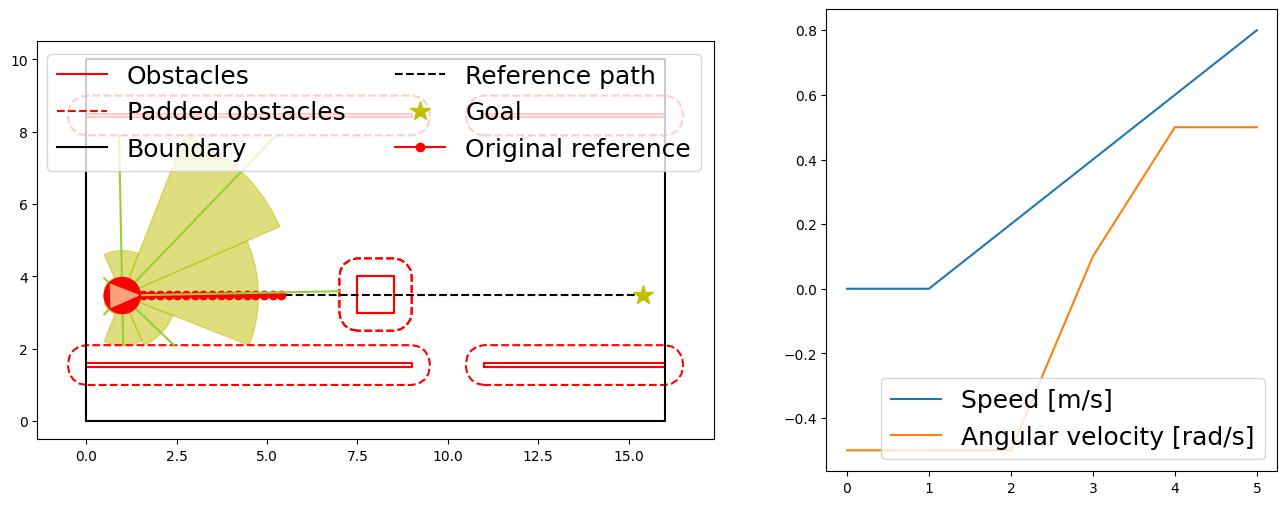 Obstacles
Padded obstacles
Boundary
Reference path
Goal
Original reference
10
8
6
4
2
0
0.0 2.5 5.0 7.5 10.0 12.5 15.0
0.8
0.6
0.4
0.2
0.0
−0.2
−0.4
Speed [m/s]
Angular velocity [rad/s]
0 1 2 3 4 5